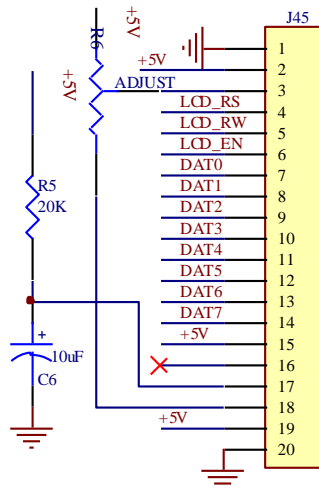 J45
R6
+5V
+5V
+5V
ADJUST
LCD_RS
LCD_RW
LCD_EN
DAT0
DAT1
DAT2
DAT3
DAT4
DAT5
DAT6
DAT7
+5V
+5V
1
2
3
4
5
6
7
8
9
10
11
12
13
14
15
16
17
18
19
20
R5
20K
+
10uF
C6